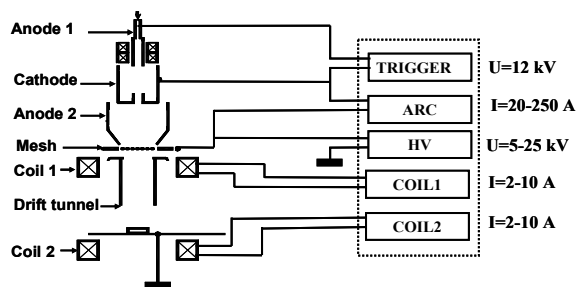 Anode 1
Cathode
Anode 2
Mesh
Coil 1
Drift tunnel
Coil 2
TRIGGER U=12 kV
ARC I=20-250 A
HV U=5-25 kV
COIL1 I=2-10 A
COIL2 I=2-10 A